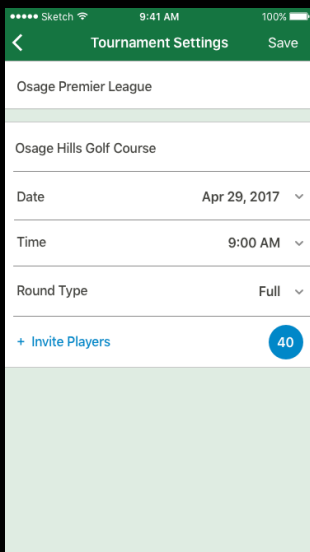 Sketch 9:41 AM 100%
Tournament Settings Save
Osage Premier League
Osage Hills Golf Course
Date Apr 29, 2017
Time 9:00 AM
Round Type Full
+ Invite Players 40